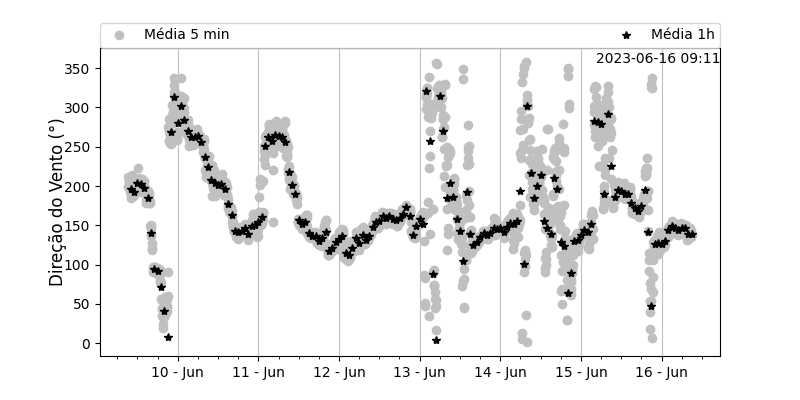 Média 5 min
Média 1h
2023-06-16 09:11
Direção do Vento (°)
350
300
250
200
150
100
50
0
10 - Jun
11 - Jun
12 - Jun
13 - Jun
14 - Jun
15 - Jun
16 - Jun